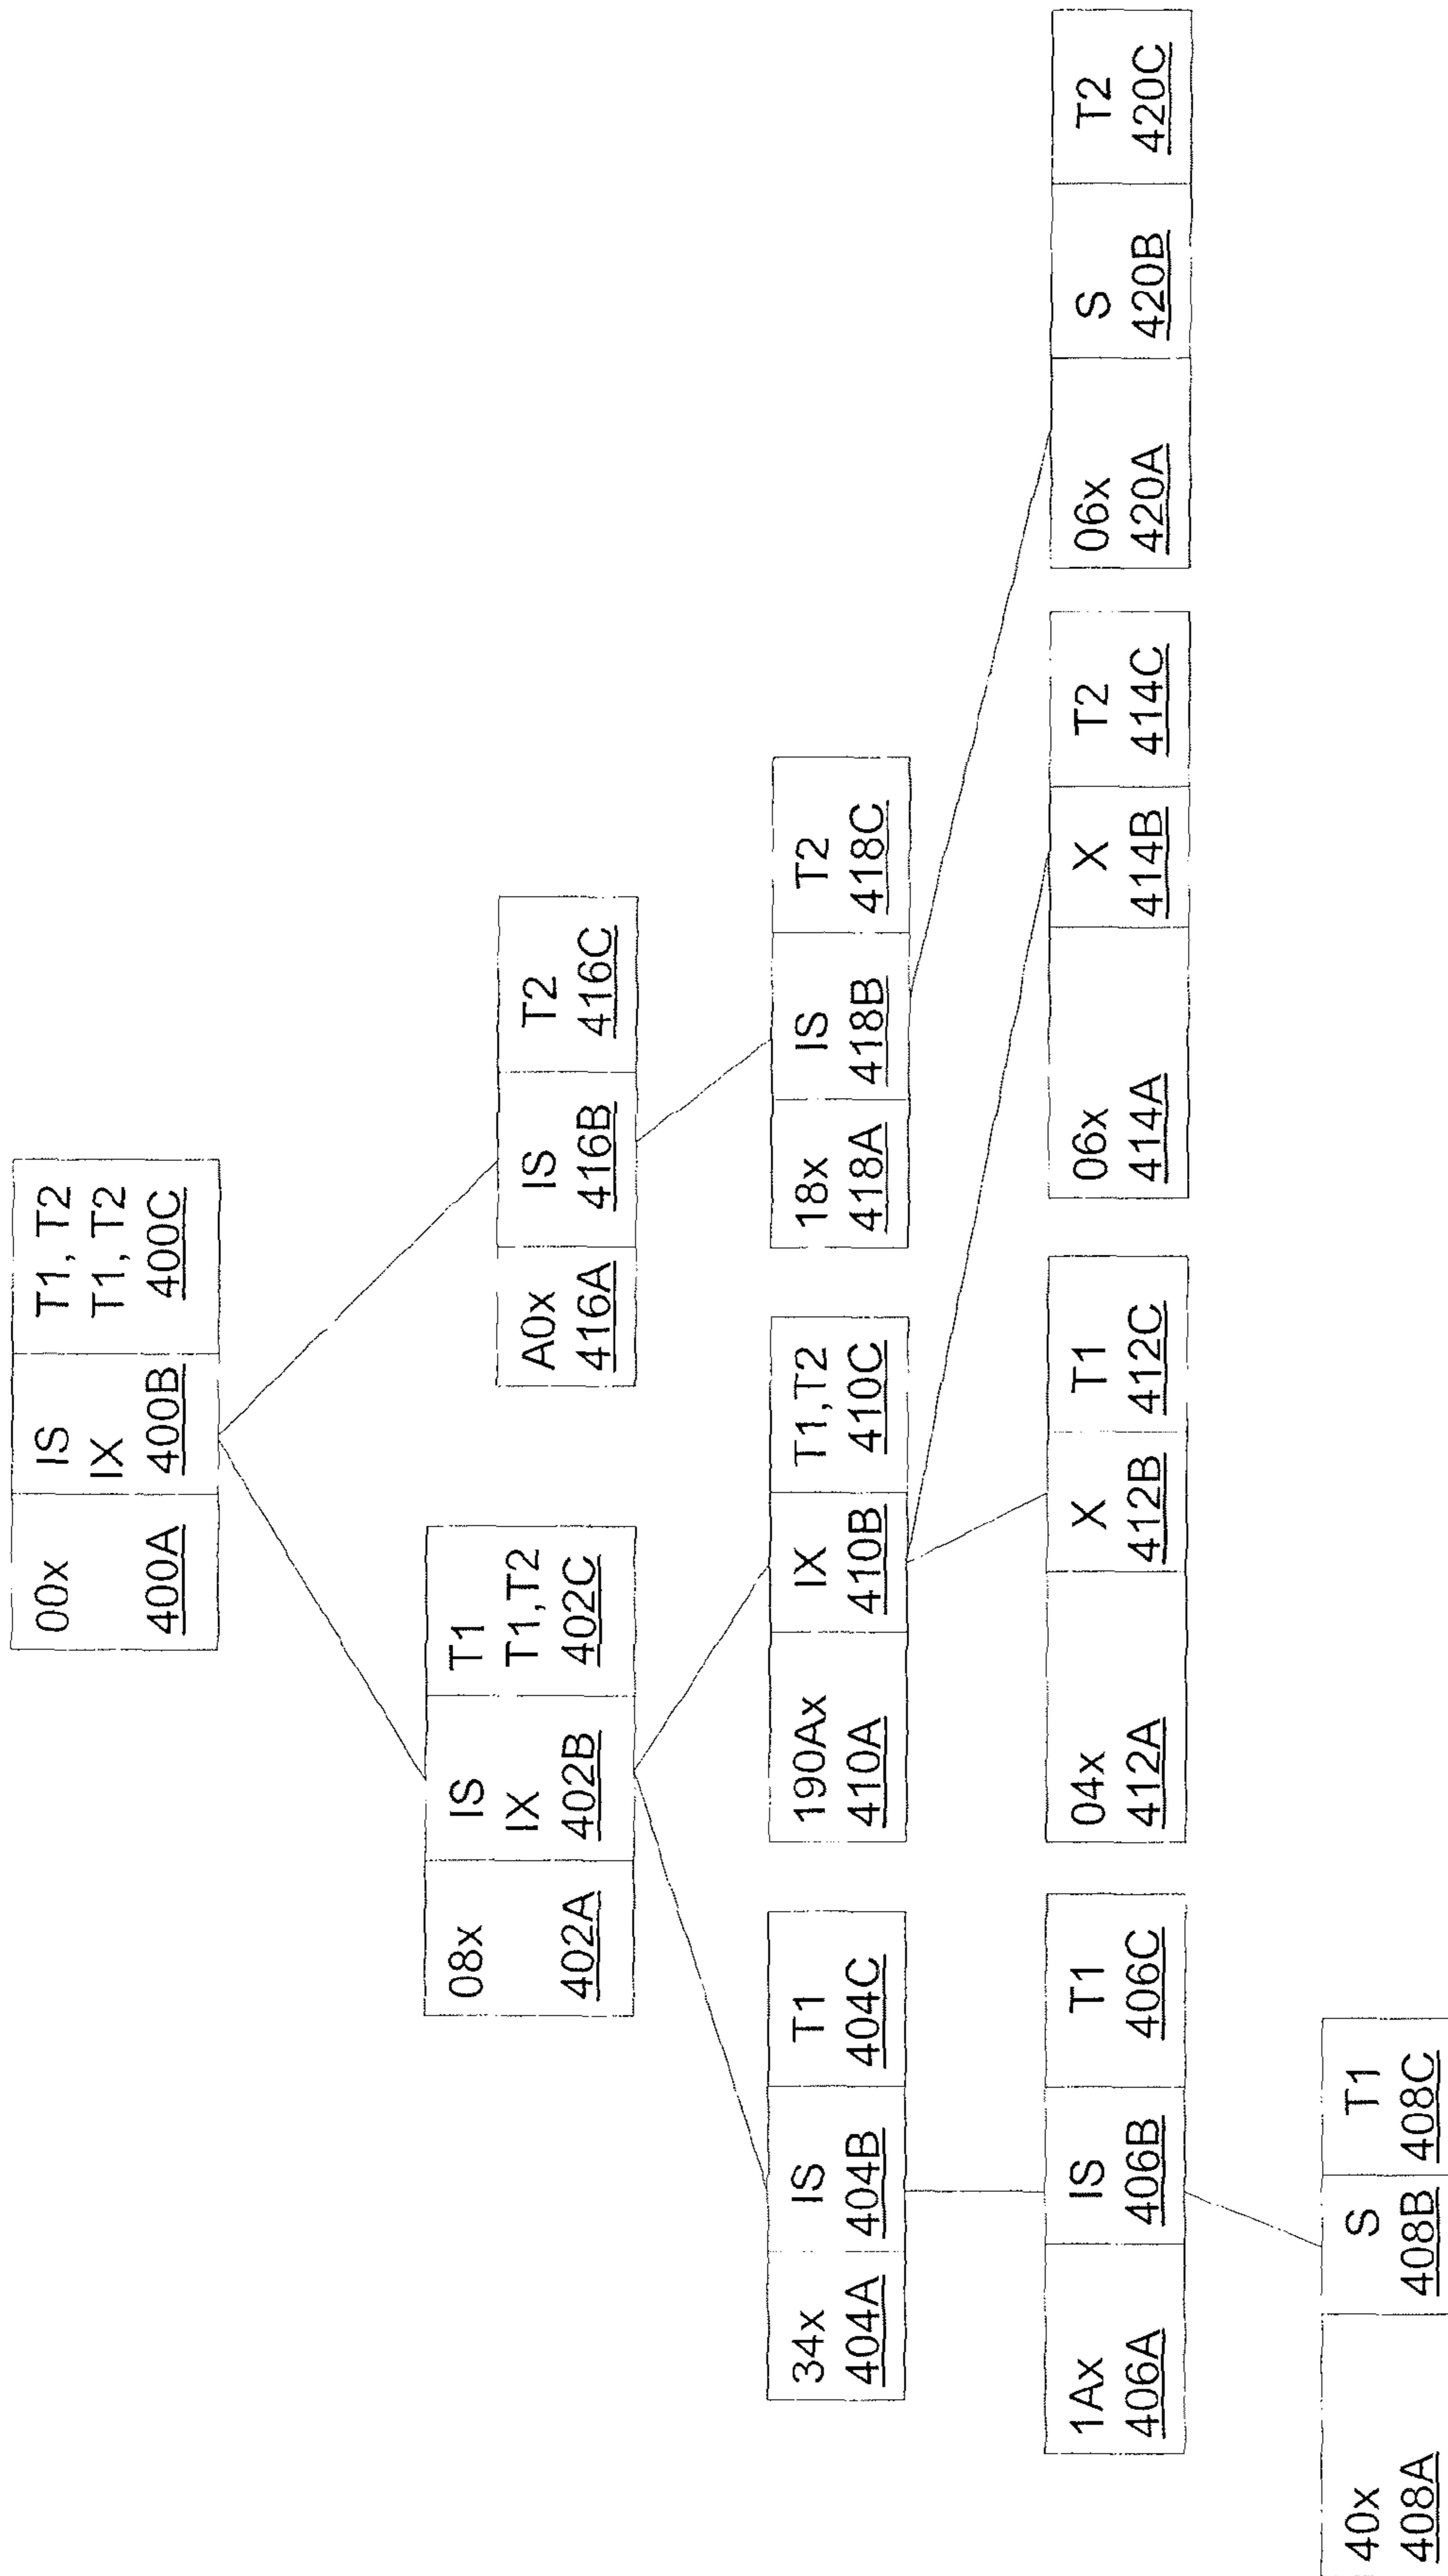 00x
400A
IS
IX
400B
T1, T2
T1, T2
400C
08x
402A
IS
IX
402B
T1
T1,T2
402C
A0x
416A
IS
416B
T2
416C
34x
404A
IS
404B
T1
404C
190Ax
410A
IX
410B
T1,T2
410C
18x
418A
IS
418B
T2
418C
1Ax
406A
IS
406B
T1
406C
04x
412A
X
412B
T1
412C
06x
414A
X
414B
T2
414C
06x
420A
S
420B
T2
420C
40x
408A
S
408B
T1
408C